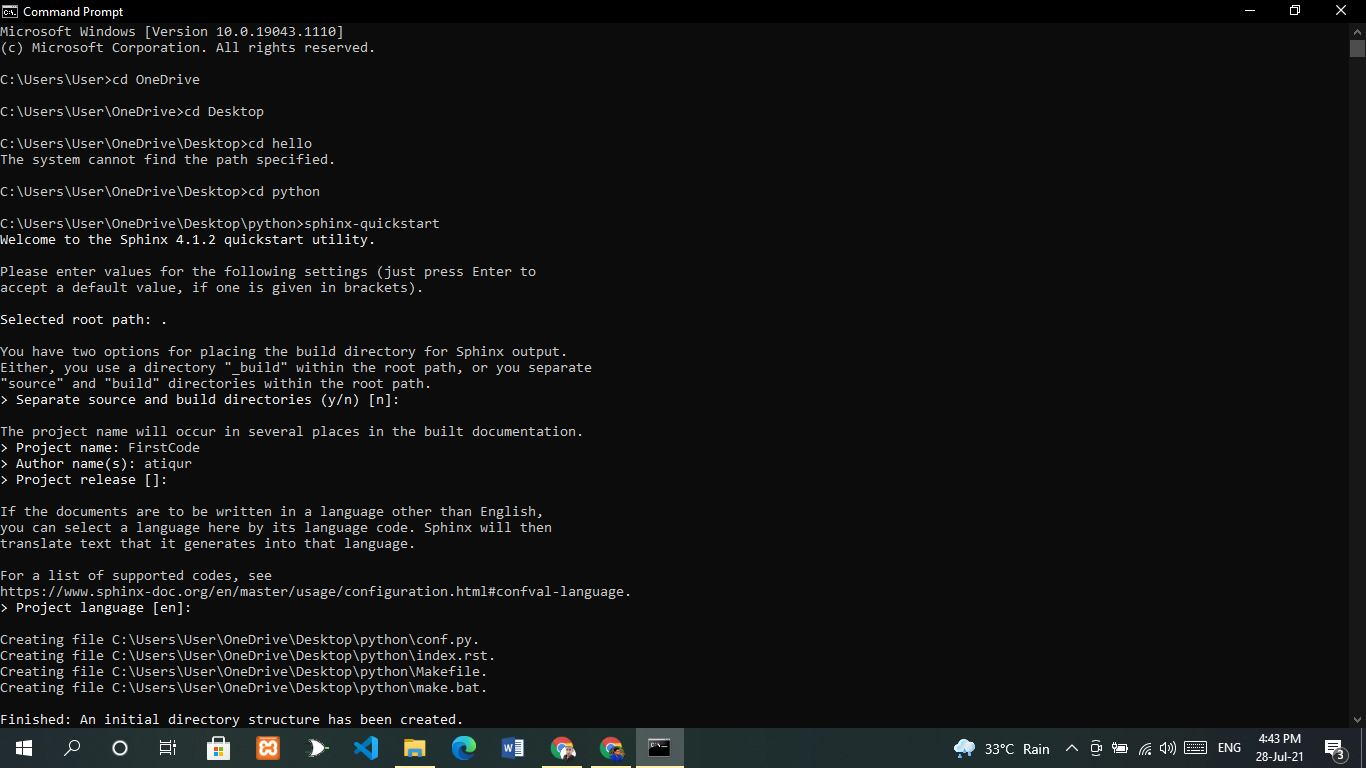 Command Prompt
Microsoft Windows [Version 10.0.19043.1110]
(c) Microsoft Corporation. All rights reserved.
C:\Users\User>cd OneDrive
C:\Users\User\OneDrive>cd Desktop
C:\Users\User\OneDrive\Desktop>cd hello
The system cannot find the path specified.
C:\Users\User\OneDrive\Desktop>cd python
C:\Users\User\OneDrive\Desktop\python>sphinx-quickstart
Welcome to the Sphinx 4.1.2 quickstart utility.
Please enter values for the following settings (just press Enter to
accept a default value, if one is given in brackets).
Selected root path: .
You have two options for placing the build directory for Sphinx output.
Either, you use a directory "_build" within the root path, or you separate
"source" and "build" directories within the root path.
> Separate source and build directories (y/n) [n]:
The project name will occur in several places in the built documentation.
> Project name: FirstCode
> Author name(s): atiqur
> Project release []:
If the documents are to be written in a language other than English,
you can select a language here by its language code. Sphinx will then
translate text that it generates into that language.
For a list of supported codes, see
https://www.sphinx-doc.org/en/master/usage/configuration.html#confval-language.
> Project language [en]:
Creating file C:\Users\User\OneDrive\Desktop\python\conf.py.
Creating file C:\Users\User\OneDrive\Desktop\python\index.rst.
Creating file C:\Users\User\OneDrive\Desktop\python\Makefile.
Creating file C:\Users\User\OneDrive\Desktop\python\make.bat.
Finished: An initial directory structure has been created.
33°C Rain
ENG
4:43 PM
28-Jul-21
3